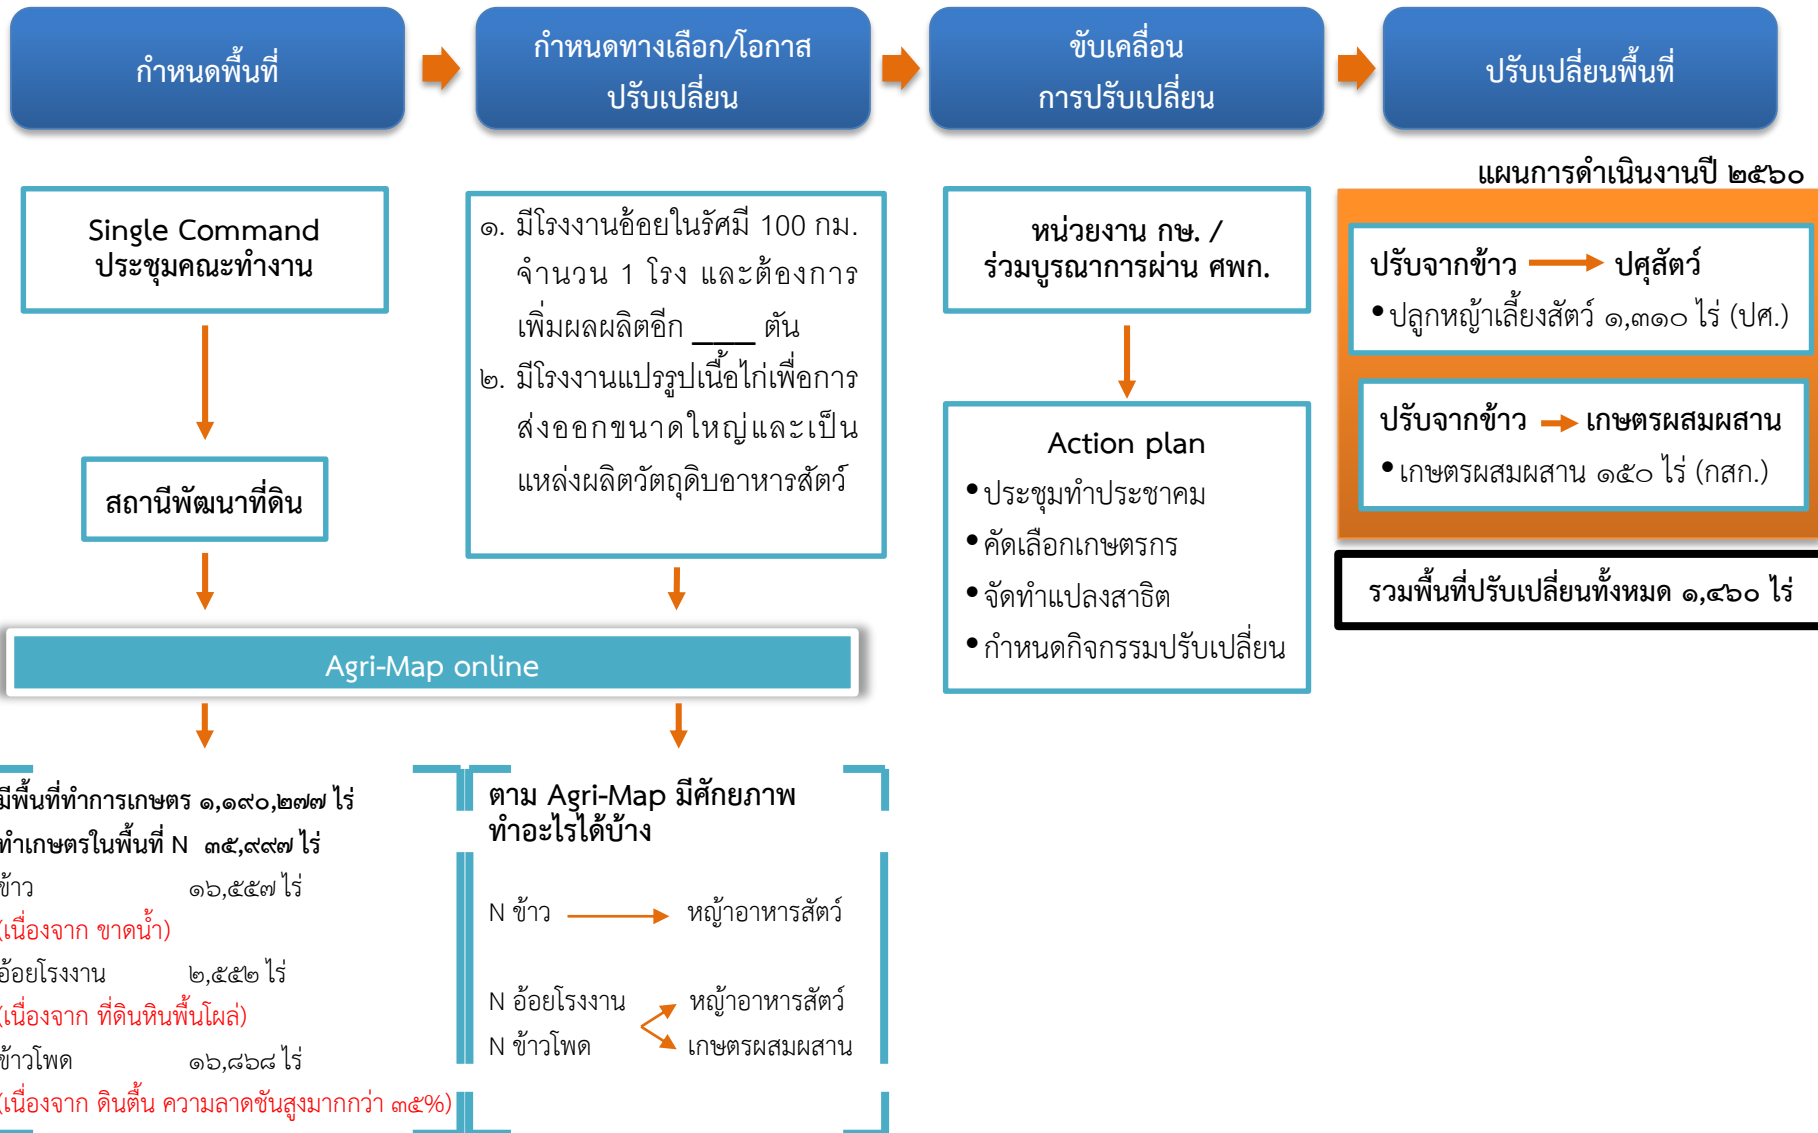 กำหนดพื้นที่
กำหนดทางเลือก/โอกาส
ปรับเปลี่ยน
ขับเคลื่อน
การปรับเปลี่ยน
ปรับเปลี่ยนพื้นที่
Single Command
ประชุมคณะทำงาน
สถานีพัฒนาที่ดิน
๑. มีโรงงานอ้อยในรัศมี 100 กม.
จำนวน 1 โรง และต้องการ
เพิ่มผลผลิตอีก ____ ตัน
๒. มีโรงงานแปรรูปเนื้อไก่เพื่อการ
ส่งออกขนาดใหญ่และเป็น
แหล่งผลิตวัตถุดิบอาหารสัตว์
หน่วยงาน กษ. /
ร่วมบูรณาการผ่าน ศพก.
Action plan
•ประชุมทำประชาคม
•คัดเลือกเกษตรกร
•จัดทำแปลงสาธิต
•กำหนดกิจกรรมปรับเปลี่ยน
แผนการดำเนินงานปี ๒๕๖๐
ปรับจากข้าว → ปศุสัตว์
•ปลูกหญ้าเลี้ยงสัตว์ ๑,๓๑๐ ไร่ (ปศ.)
ปรับจากข้าว → เกษตรผสมผสาน
•เกษตรผสมผสาน ๑๕๐ ไร่ (กสก.)
รวมพื้นที่ปรับเปลี่ยนทั้งหมด ๑,๔๖๐ ไร่
Agri-Map online
มีพื้นที่ทำการเกษตร ๑,๑๙๐,๒๗๗ ไร่
ทำเกษตรในพื้นที่ N ๓๕,๙๙๗ ไร่
ข้าว ๑๖,๕๕๗ ไร่
(เนื่องจาก ขาดน้ำ)
อ้อยโรงงาน ๒,๕๕๒ ไร่
(เนื่องจาก ที่ดินหินพื้นโผล่)
ข้าวโพด ๑๖,๘๖๘ ไร่
(เนื่องจาก ดินตื้น ความลาดชันสูงมากกว่า ๓๕%)
ตาม Agri-Map มีศักยภาพ
ทำอะไรได้บ้าง
N ข้าว → หญ้าอาหารสัตว์
N อ้อยโรงงาน หญ้าอาหารสัตว์
N ข้าวโพด เกษตรผสมผสาน